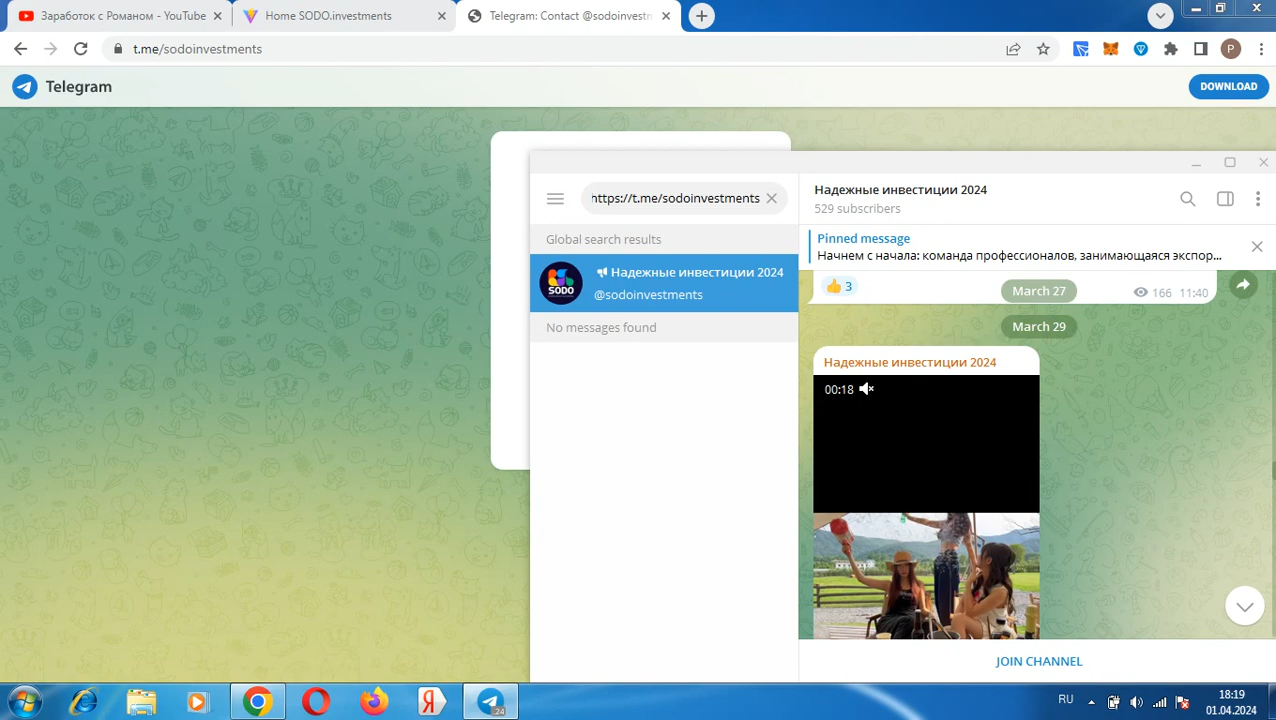 Заработок с Романом - YouTube
Home SODO.investments
Telegram: Contact @sodoinvestm
t.me/sodoinvestments
P
Telegram
DOWNLOAD
https://t.me/sodoinvestments
Global search results
SODO
Надежные инвестиции 2024
@sodoinvestments
No messages found
Надежные инвестиции 2024
529 subscribers
Pinned message
Начнем с начала: команда профессионалов, занимающаяся экспор...
3
March 27
166 11:40
March 29
Надежные инвестиции 2024
00:18
JOIN CHANNEL
24
RU
18:19
01.04.2024